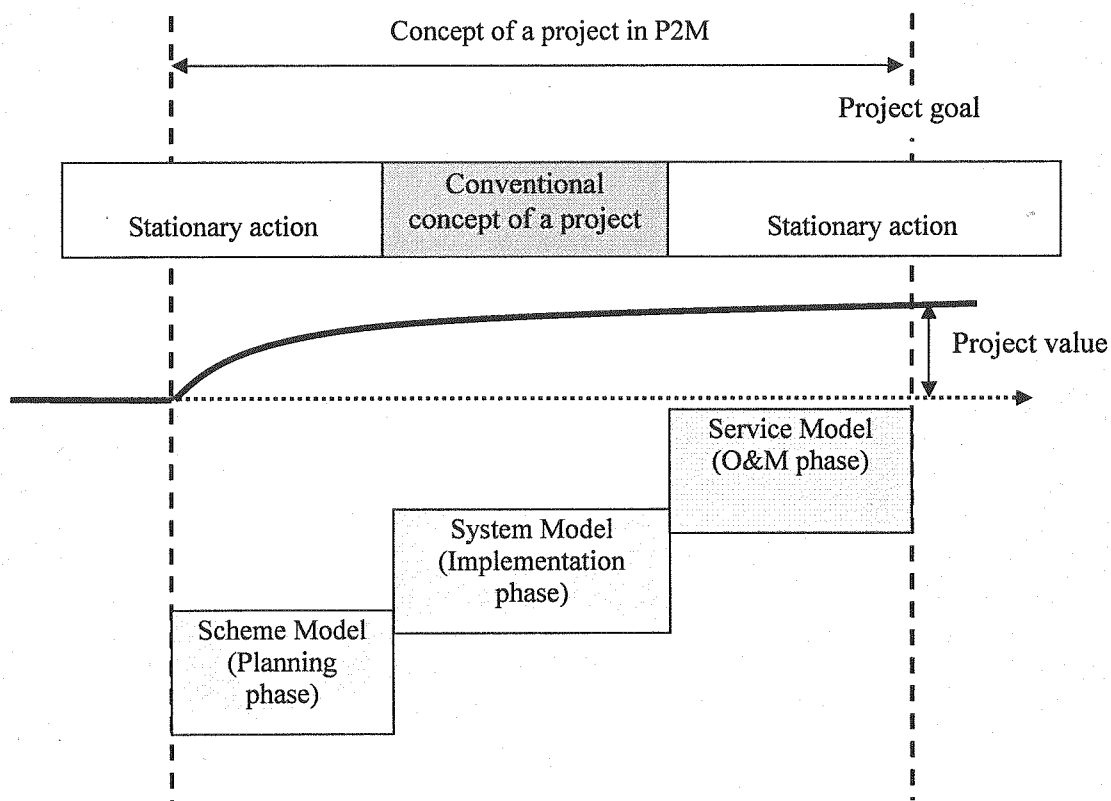 Concept of a project in P2M
Project goal
Stationary action
Conventional
concept of a project
Stationary action
Project value
Service Model
(O&M phase)
System Model
(Implementation
phase)
Scheme Model
(Planning
phase)